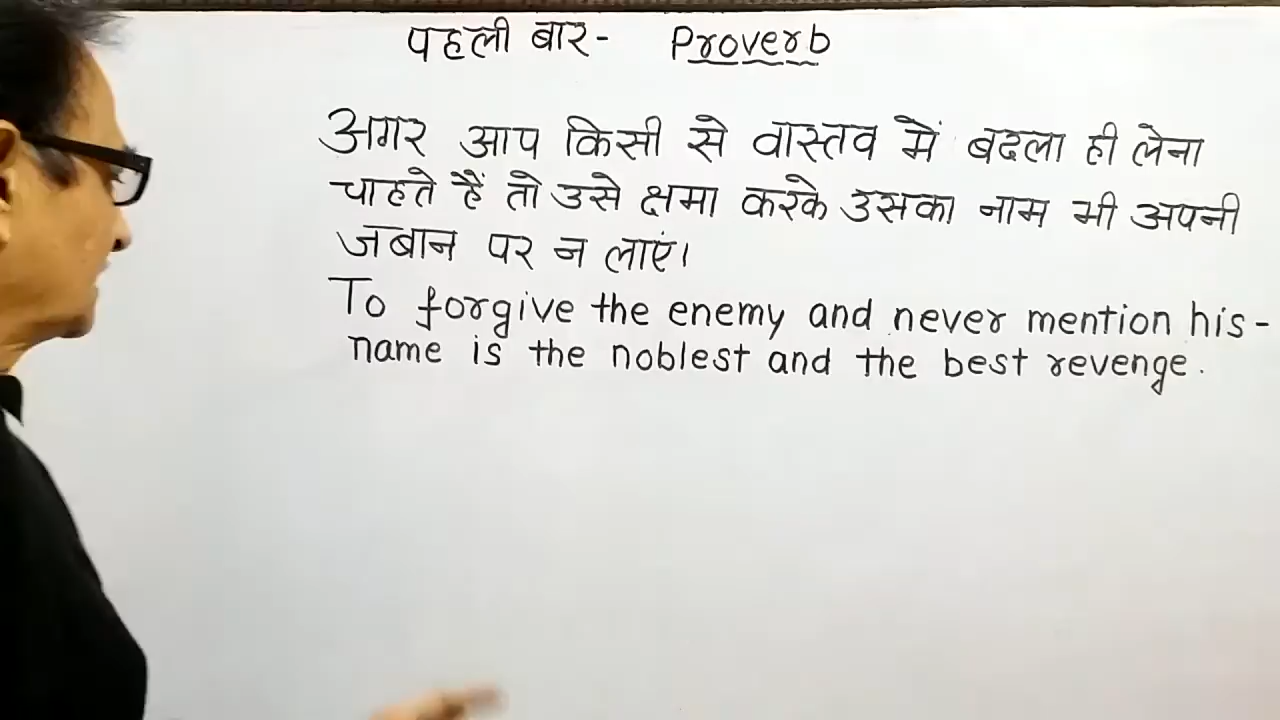 पहली बार- Proverb
अगर आप किसी से वास्तव में बदला ही लेना
चाहते हैं तो उसे क्षमा करके उसका नाम भी अपनी
जबान पर न लाएं।
To forgive the enemy and never mention his-
name is the noblest and the best revenge.